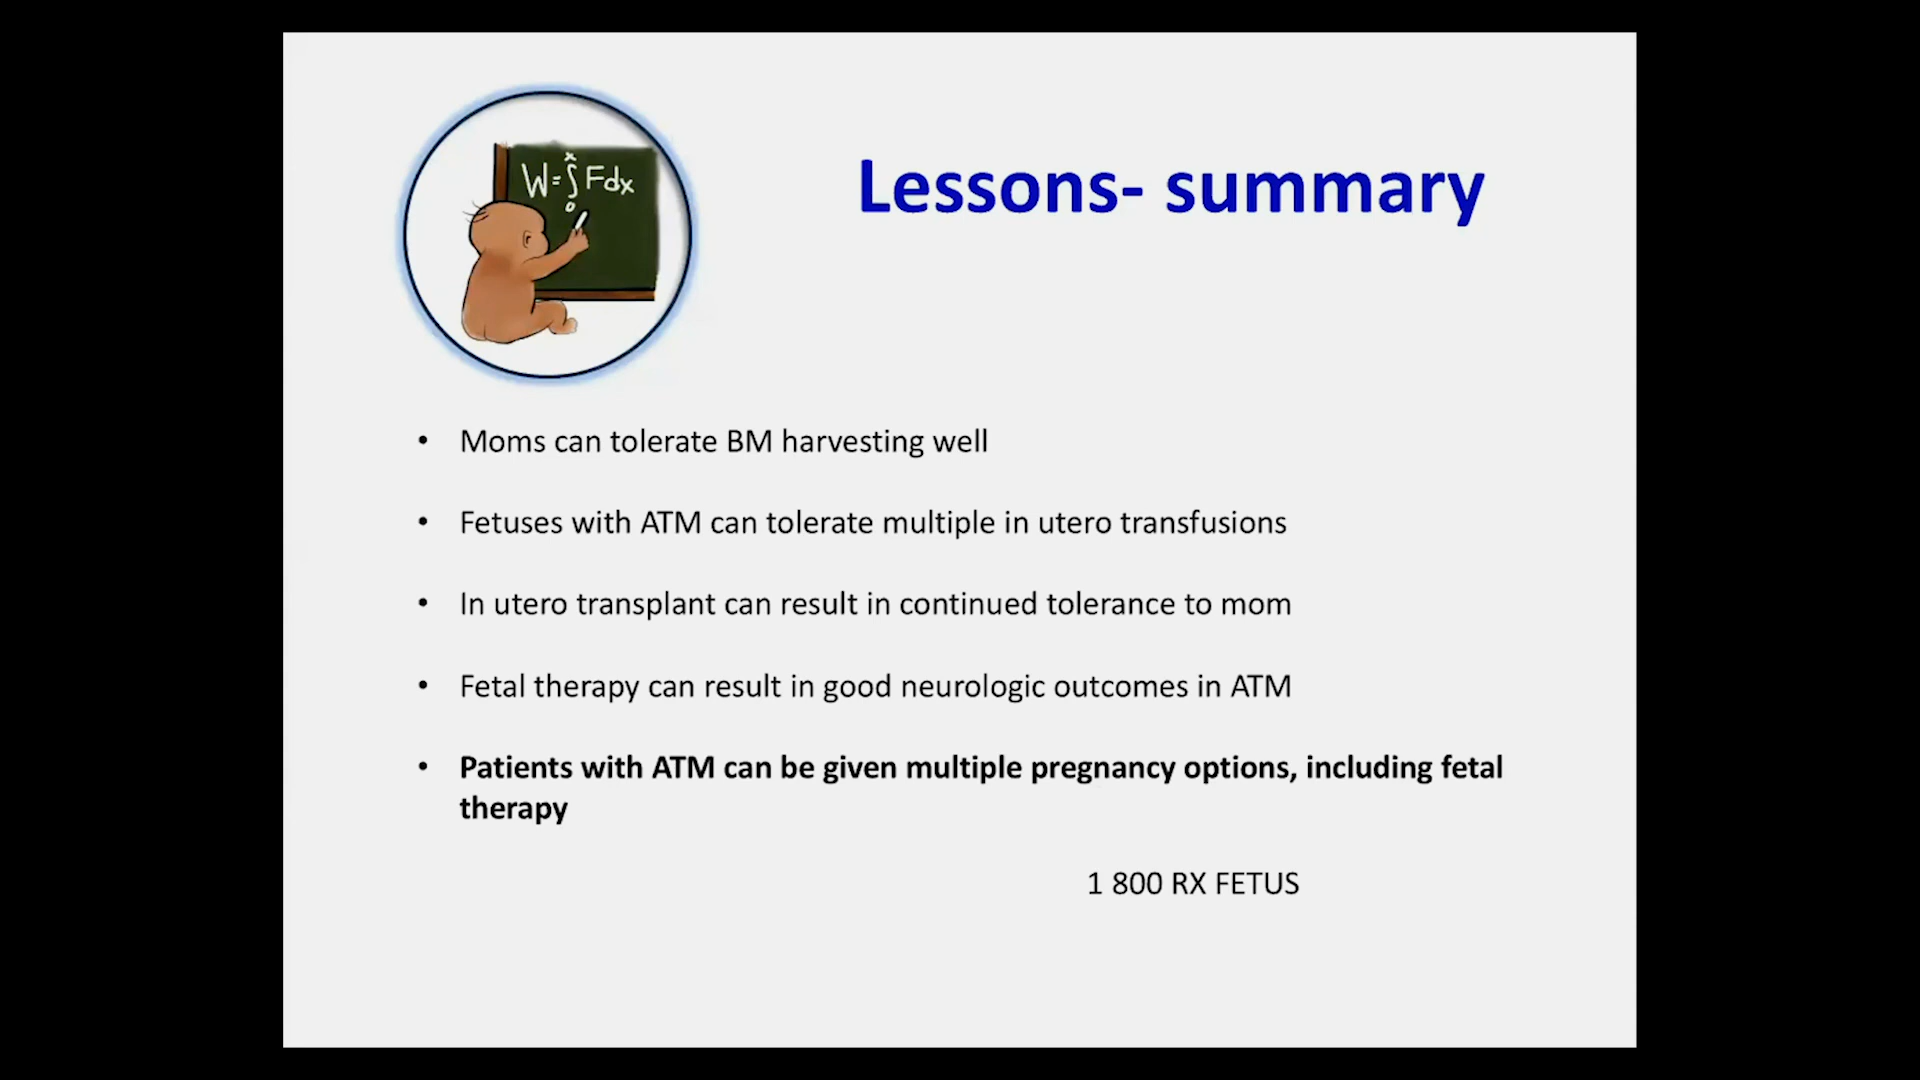 W=∫₀ˣ Fdx
Lessons- summary
• Moms can tolerate BM harvesting well
• Fetuses with ATM can tolerate multiple in utero transfusions
• In utero transplant can result in continued tolerance to mom
• Fetal therapy can result in good neurologic outcomes in ATM
• Patients with ATM can be given multiple pregnancy options, including fetal
therapy
1 800 RX FETUS